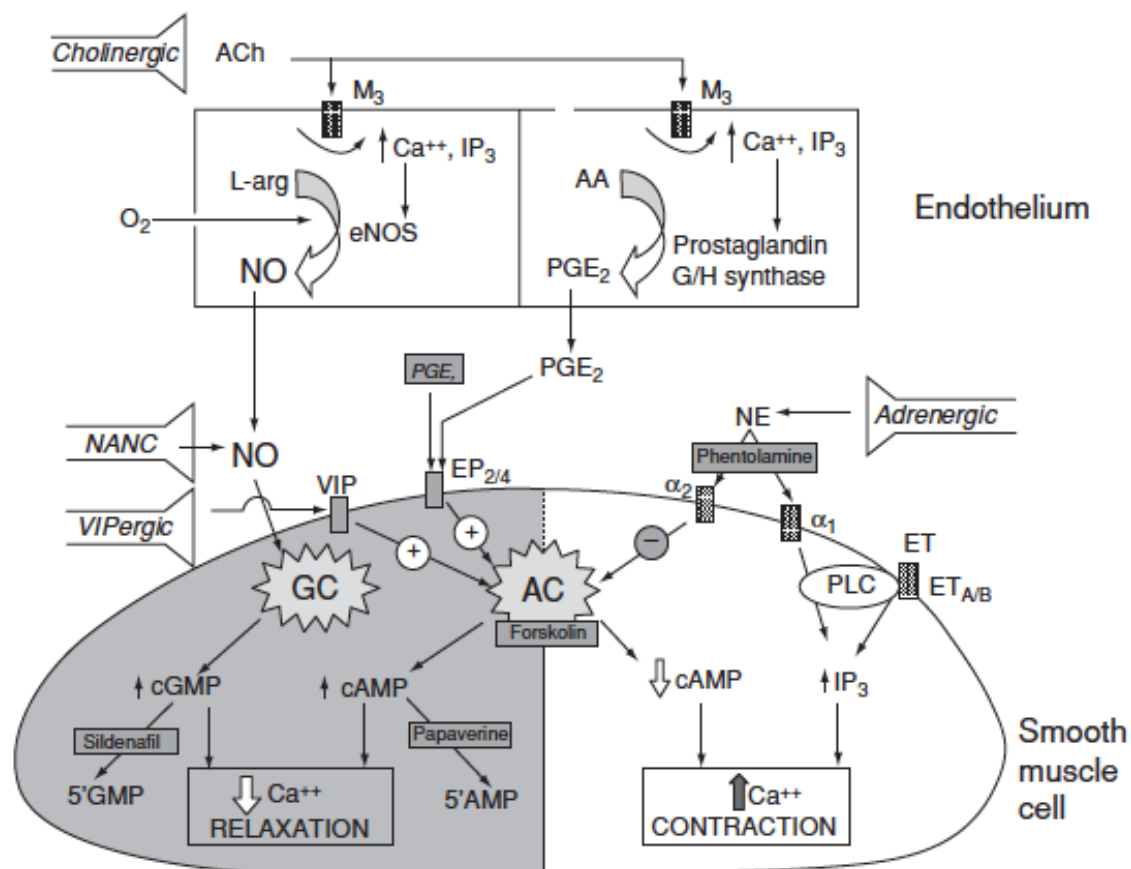 Cholinergic ACh
M₃ M₃
Ca⁺⁺, IP₃ Ca⁺⁺, IP₃
L-arg AA
O₂ eNOS
Endothelium
NO PGE₂
Prostaglandin
G/H synthase
PGE, PGE₂
NE Adrenergic
NANC NO Phentolamine
VIP EP₂/₄ α₂
VIPergic α₁
+ + −
ET
GC AC PLC ET_A/B
Forskolin
cGMP cAMP cAMP IP₃
Sildenafil Papaverine
Smooth
muscle
cell
5'GMP Ca⁺⁺ 5'AMP Ca⁺⁺
RELAXATION CONTRACTION